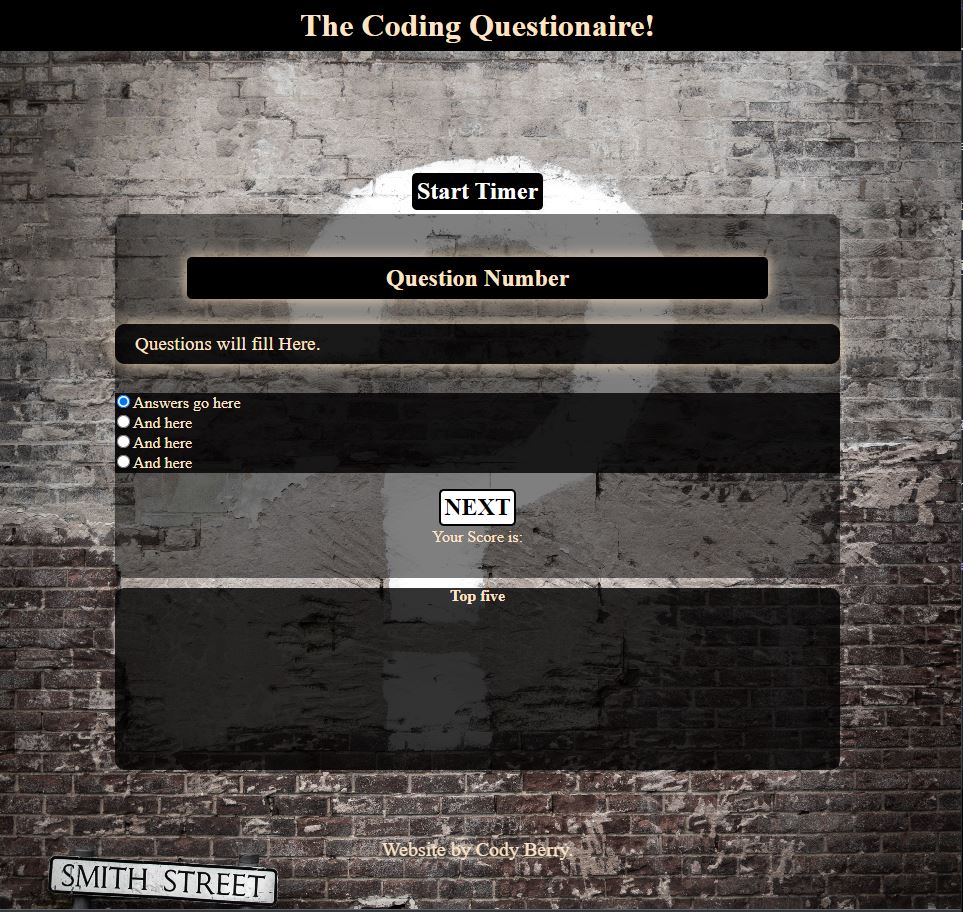 The Coding Questionaire!
Start Timer
Question Number
Questions will fill Here.
Answers go here
And here
And here
And here
NEXT
Your Score is:
Top five
Website by Cody Berry.
SMITH STREET